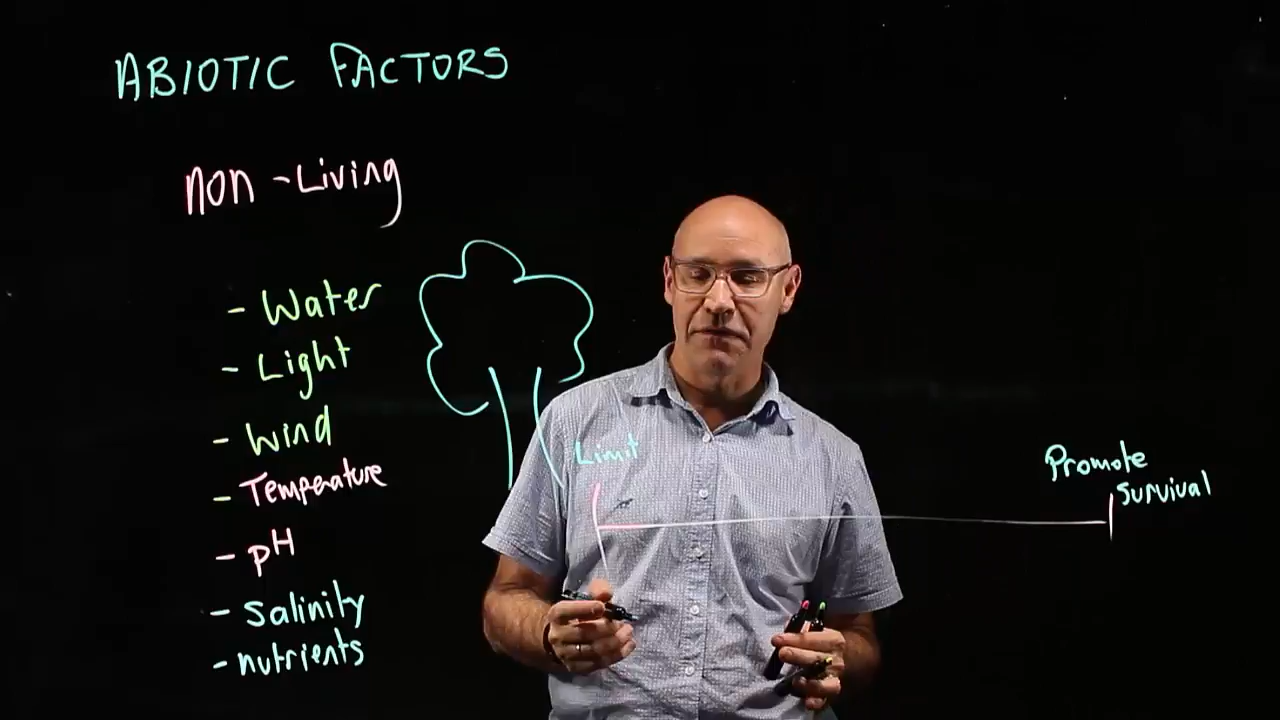 ABIOTIC FACTORS
non - Living
- Water
- Light
- Wind
- Temperature
- pH
- Salinity
- nutrients
Limit
Promote
Survival